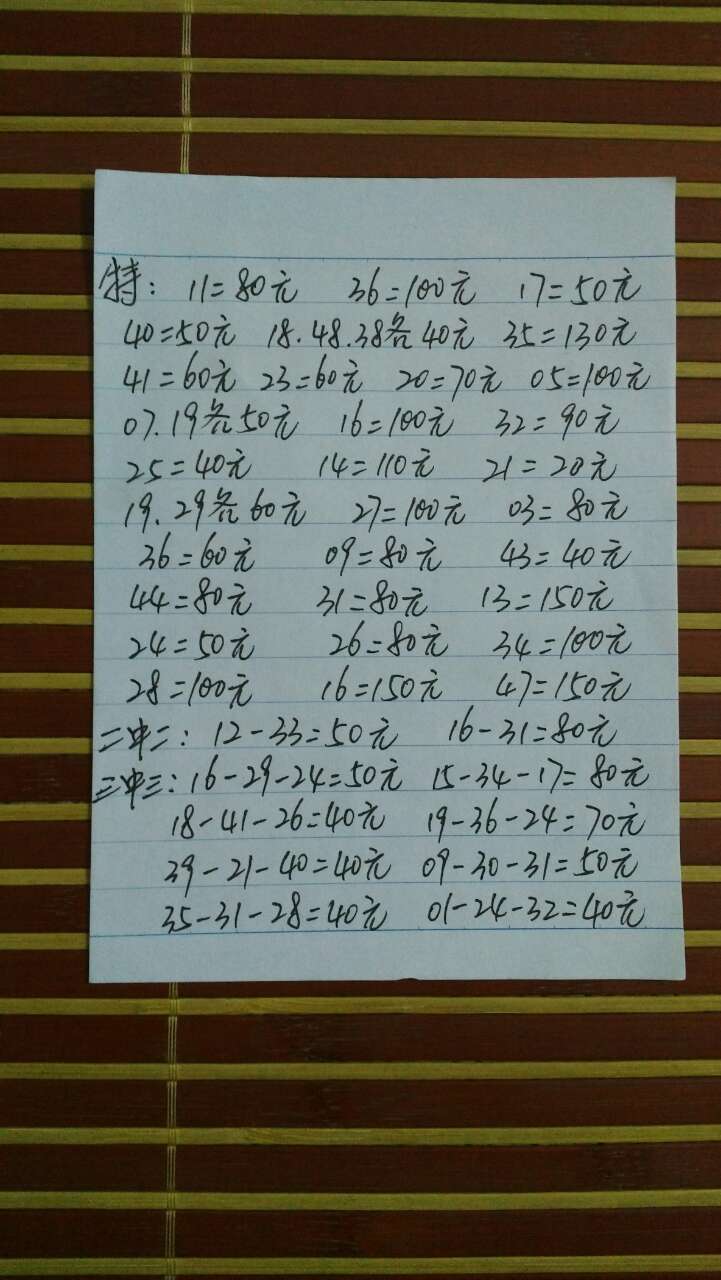 特: 11=80元 36=100元 17=50元
40=50元 18.48.38各40元 35=130元
41=60元 23=60元 20=70元 05=100元
07.19各50元 16=100元 32=90元
25=40元 14=110元 21=20元
19.29各60元 27=100元 03=80元
36=60元 09=80元 43=40元
44=80元 31=80元 13=150元
24=50元 26=80元 34=100元
28=100元 16=150元 47=150元
二中二: 12-33=50元 16-31=80元
三中三: 16-29-24=50元 15-34-17=80元
18-41-26=40元 19-36-24=70元
39-21-40=40元 09-30-31=50元
35-31-28=40元 01-24-32=40元